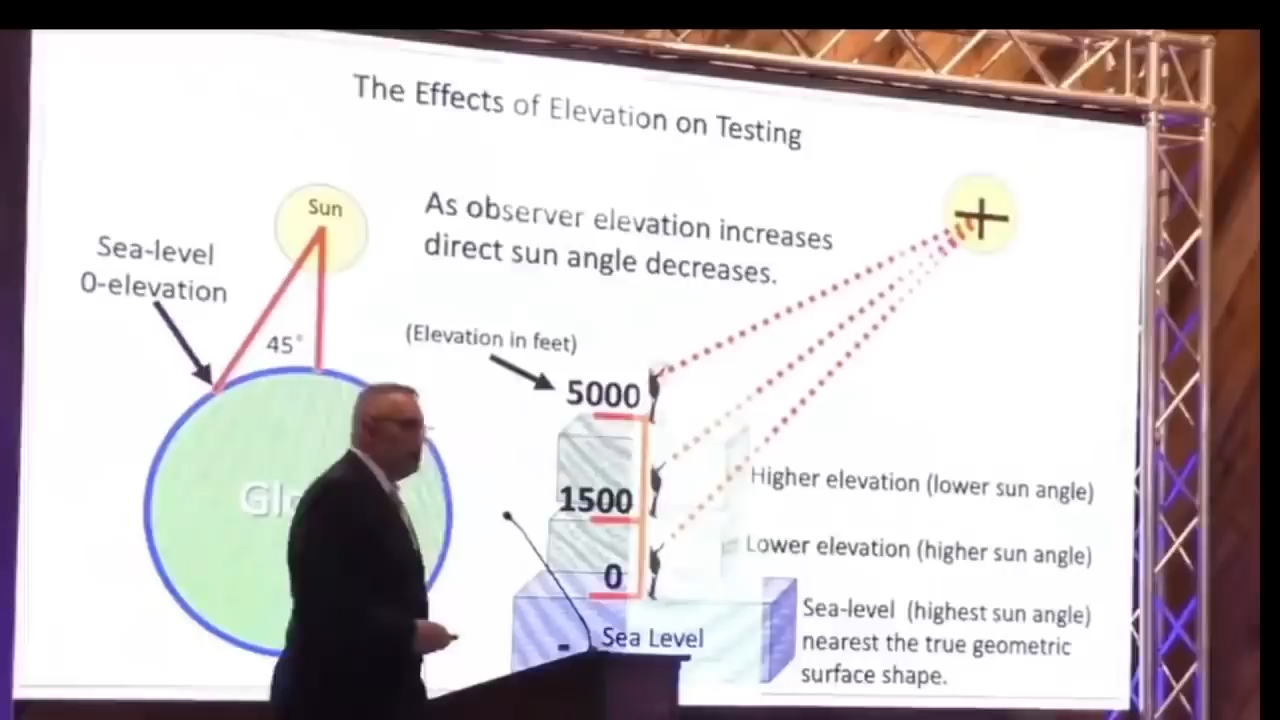 The Effects of Elevation on Testing
Sun
As observer elevation increases
direct sun angle decreases.
Sea-level
0-elevation
45°
(Elevation in feet)
5000
1500
0
Higher elevation (lower sun angle)
Lower elevation (higher sun angle)
Sea-level (highest sun angle)
nearest the true geometric
surface shape.
Sea Level